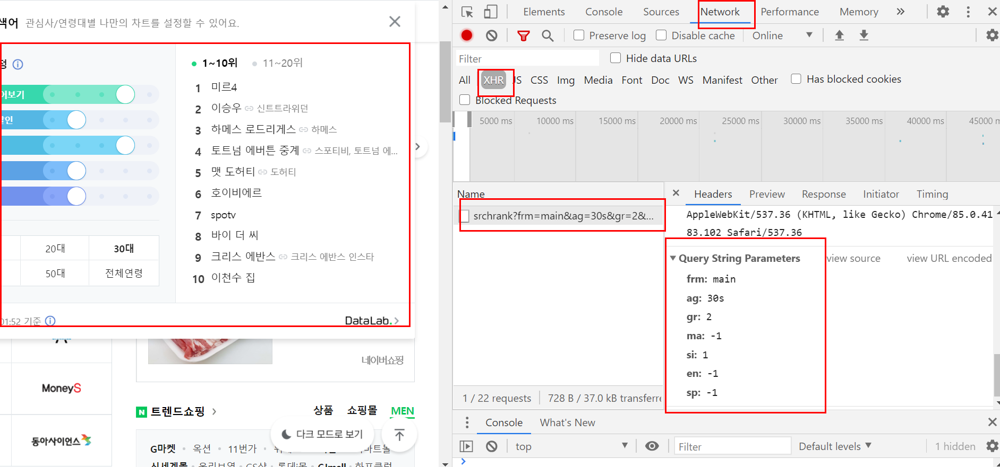 색어 관심사/연령대별 나만의 차트를 설정할 수 있어요.
정
어보기
할인
20대 30대
50대 전체연령
01:52 기준
1~10위 11~20위
1 미르4
2 이승우 신트트라위던
3 하메스 로드리게스 하메스
4 토트넘 에버튼 중계 스포티비, 토트넘 에...
5 맷 도허티 도허티
6 호이비에르
7 spotv
8 바이 더 씨
9 크리스 에반스 크리스 에반스 인스타
10 이천수 집
DataLab.
네이버쇼핑
MoneyS
동아사이언스
N 트렌드쇼핑 상품 쇼핑몰 MEN
다크 모드로 보기
G마켓 옥션 11번가
Elements Console Sources Network Performance Memory
Preserve log Disable cache Online
Filter Hide data URLs
All XHR JS CSS Img Media Font Doc WS Manifest Other Has blocked cookies
Blocked Requests
5000 ms 10000 ms 15000 ms 20000 ms 25000 ms 30000 ms 35000 ms 40000 ms 45000 m
Name
srchrank?frm=main&ag=30s&gr=2&...
1 / 22 requests 728 B / 37.0 kB transferre
Headers Preview Response Initiator Timing
AppleWebKit/537.36 (KHTML, like Gecko) Chrome/85.0.41
83.102 Safari/537.36
Query String Parameters view source view URL encoded
frm: main
ag: 30s
gr: 2
ma: -1
si: 1
en: -1
sp: -1
Console What's New
top Filter Default levels 1 hidden